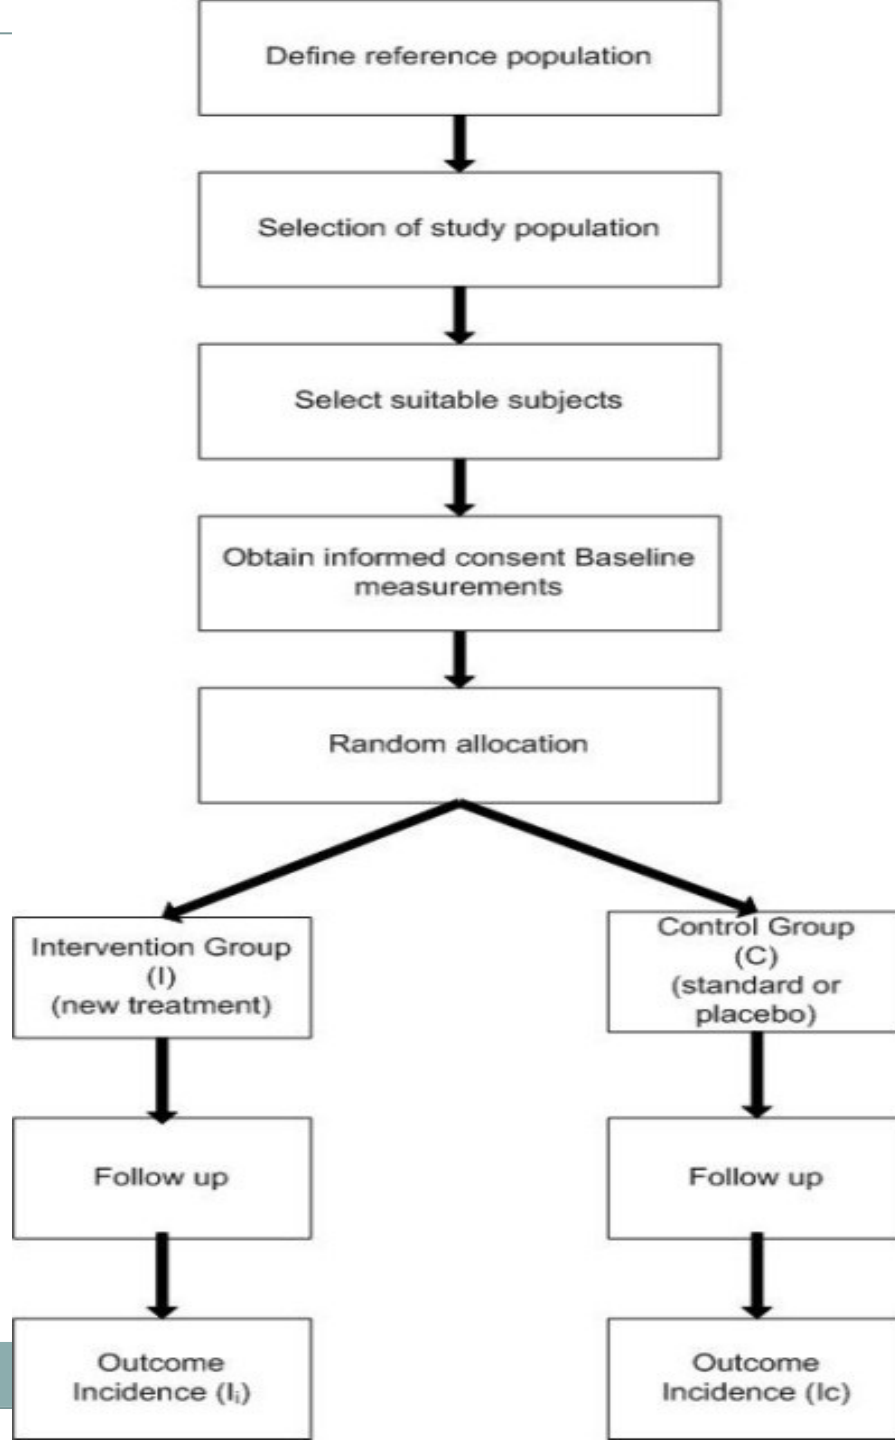 Define reference population
Selection of study population
Select suitable subjects
Obtain informed consent Baseline
measurements
Random allocation
Intervention Group
(I)
(new treatment)
Control Group
(C)
(standard or
placebo)
Follow up
Follow up
Outcome
Incidence (Iᵢ)
Outcome
Incidence (Ic)